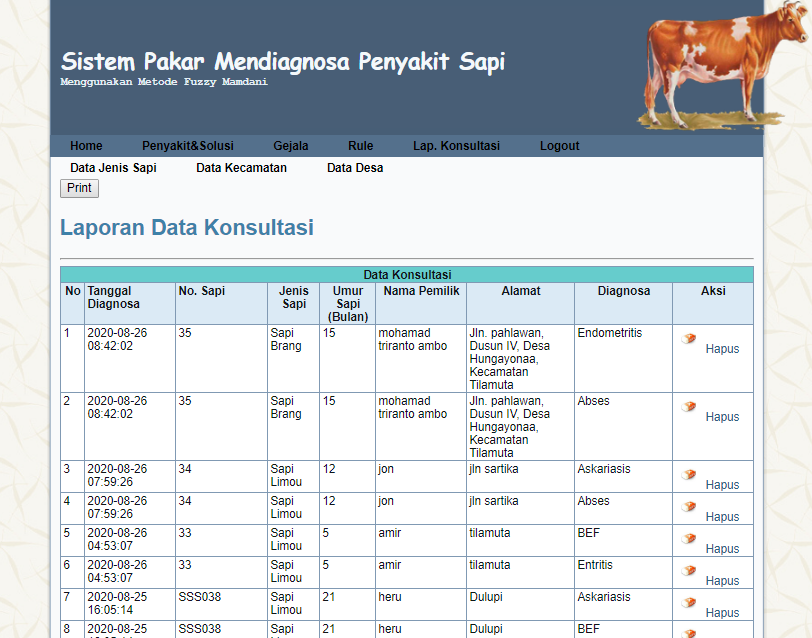 Sistem Pakar Mendiagnosa Penyakit Sapi
Menggunakan Metode Fuzzy Mamdani
Home Penyakit&Solusi Gejala Rule Lap. Konsultasi Logout
Data Jenis Sapi Data Kecamatan Data Desa
Print
Laporan Data Konsultasi
Data Konsultasi
No Tanggal No. Sapi Jenis Umur Nama Pemilik Alamat Diagnosa Aksi
Diagnosa Sapi Sapi
(Bulan)
1 2020-08-26 35 Sapi 15 mohamad Jln. pahlawan, Endometritis
08:42:02 Brang triranto ambo Dusun IV, Desa
Hungayonaa, Hapus
Kecamatan
Tilamuta
2 2020-08-26 35 Sapi 15 mohamad Jln. pahlawan, Abses
08:42:02 Brang triranto ambo Dusun IV, Desa
Hungayonaa, Hapus
Kecamatan
Tilamuta
3 2020-08-26 34 Sapi 12 jon jln sartika Askariasis
07:59:26 Limou Hapus
4 2020-08-26 34 Sapi 12 jon jln sartika Abses
07:59:26 Limou Hapus
5 2020-08-26 33 Sapi 5 amir tilamuta BEF
04:53:07 Limou Hapus
6 2020-08-26 33 Sapi 5 amir tilamuta Entritis
04:53:07 Limou Hapus
7 2020-08-25 SSS038 Sapi 21 heru Dulupi Askariasis
16:05:14 Limou Hapus
8 2020-08-25 SSS038 Sapi 21 heru Dulupi BEF